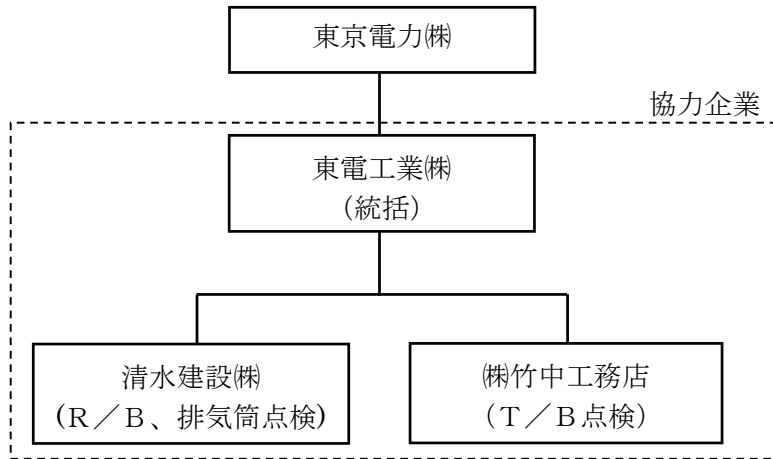 東京電力㈱
協力企業
東電工業㈱
（統括）
清水建設㈱
(Ｒ／Ｂ、排気筒点検)
㈱竹中工務店
（Ｔ／Ｂ点検）